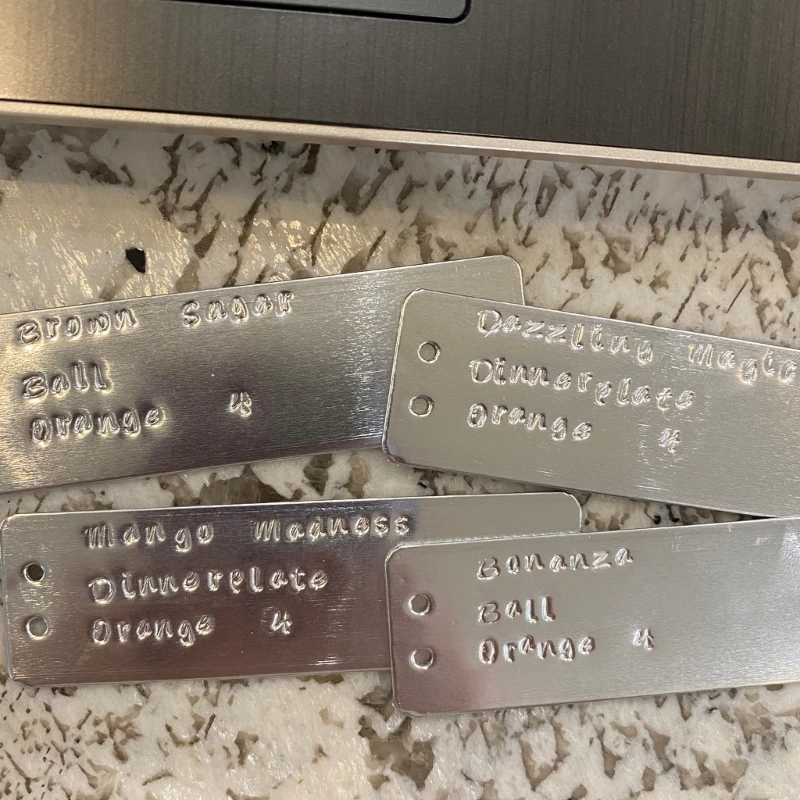 Brown Sugar
Ball
Orange 4
Dazzling Magic
Dinnerplate
Orange 4
Mango Madness
Dinnerplate
Orange 4
Bonanza
Ball
Orange 4